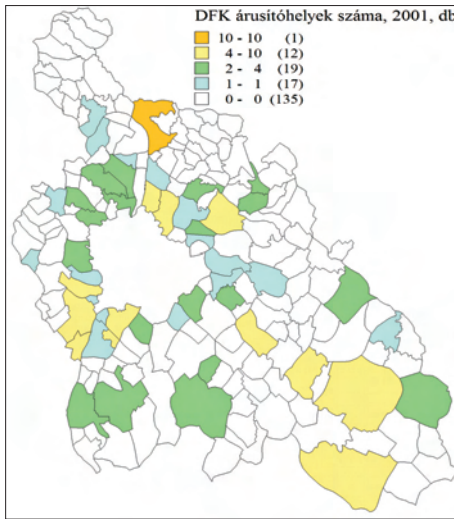 DFK árusítóhelyek száma, 2001, db
10 - 10 (1)
4 - 10 (12)
2 - 4 (19)
1 - 1 (17)
0 - 0 (135)